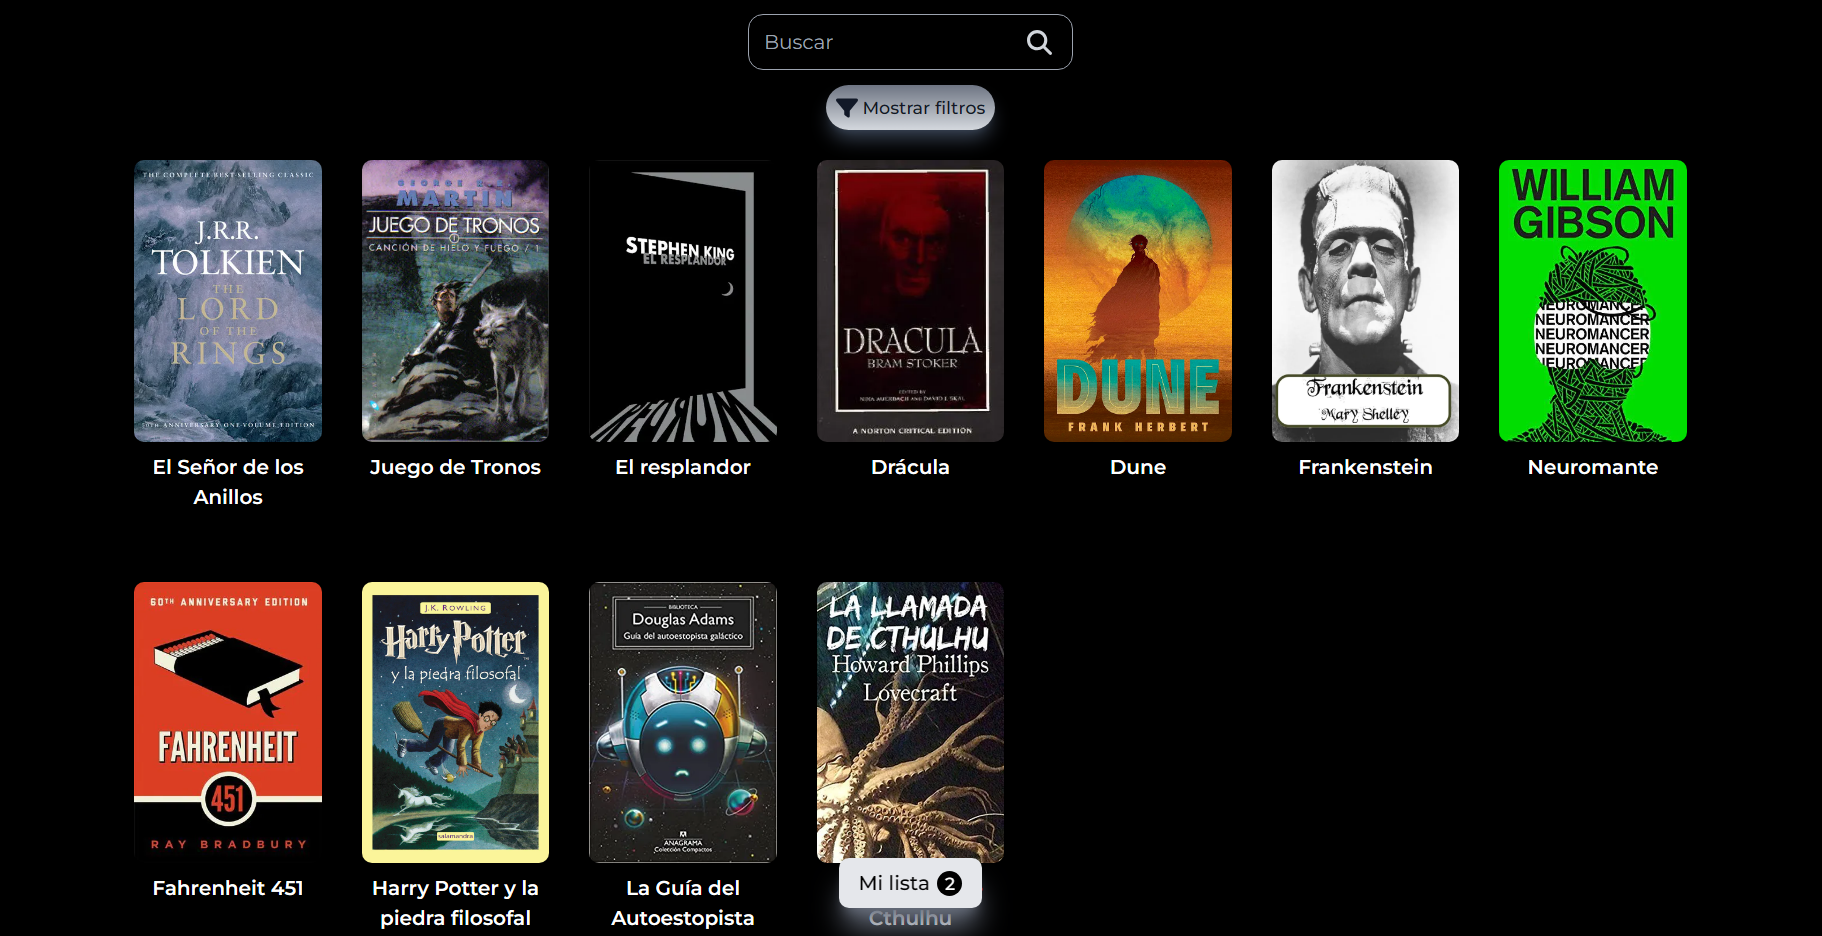 Buscar
Mostrar filtros
THE COMPLETE BEST-SELLING CLASSIC
J.R.R.
TOLKIEN
THE
LORD
OF THE
RINGS
50TH ANNIVERSARY ONE-VOLUME EDITION
El Señor de los
Anillos
GEORGE R. R.
MARTIN
JUEGO DE TRONOS
CANCIÓN DE HIELO Y FUEGO / 1
Juego de Tronos
STEPHEN KING
EL RESPLANDOR
El resplandor
DRACULA
BRAM STOKER
EDITED BY
NINA AUERBACH AND DAVID J. SKAL
A NORTON CRITICAL EDITION
Drácula
DUNE
FRANK HERBERT
Dune
Frankenstein
Mary Shelley
Frankenstein
WILLIAM
GIBSON
NEUROMANCER
NEUROMANCER
NEUROMANCER
NEUROMANCER
NEUROMANCER
Neuromante
60TH ANNIVERSARY EDITION
FAHRENHEIT
451
RAY BRADBURY
Fahrenheit 451
J.K. ROWLING
Harry Potter
y la piedra filosofal
salamandra
Harry Potter y la
piedra filosofal
BIBLIOTECA
Douglas Adams
Guía del autoestopista galáctico
ANAGRAMA
Colección Compactos
La Guía del
Autoestopista
LA LLAMADA
DE CTHULHU
Howard Phillips
Lovecraft
Cthulhu
Mi lista 2